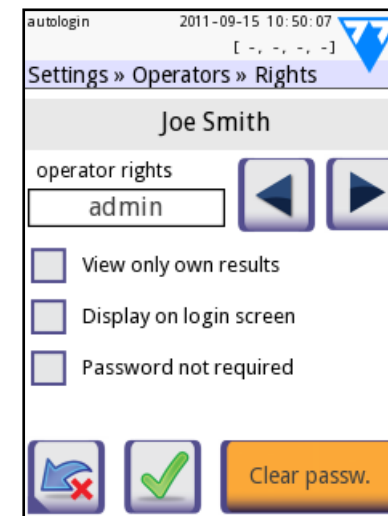 autologin 2011-09-15 10:50:07
[ -, -, -, -]
Settings » Operators » Rights
Joe Smith
operator rights
admin
View only own results
Display on login screen
Password not required
Clear passw.